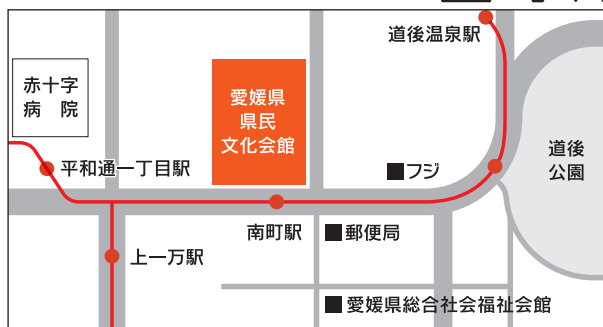 道後温泉駅
赤十字
病　院
愛媛県
県民
文化会館
平和通一丁目駅
■フジ
道後
公園
南町駅
■郵便局
上一万駅
■愛媛県総合社会福祉会館